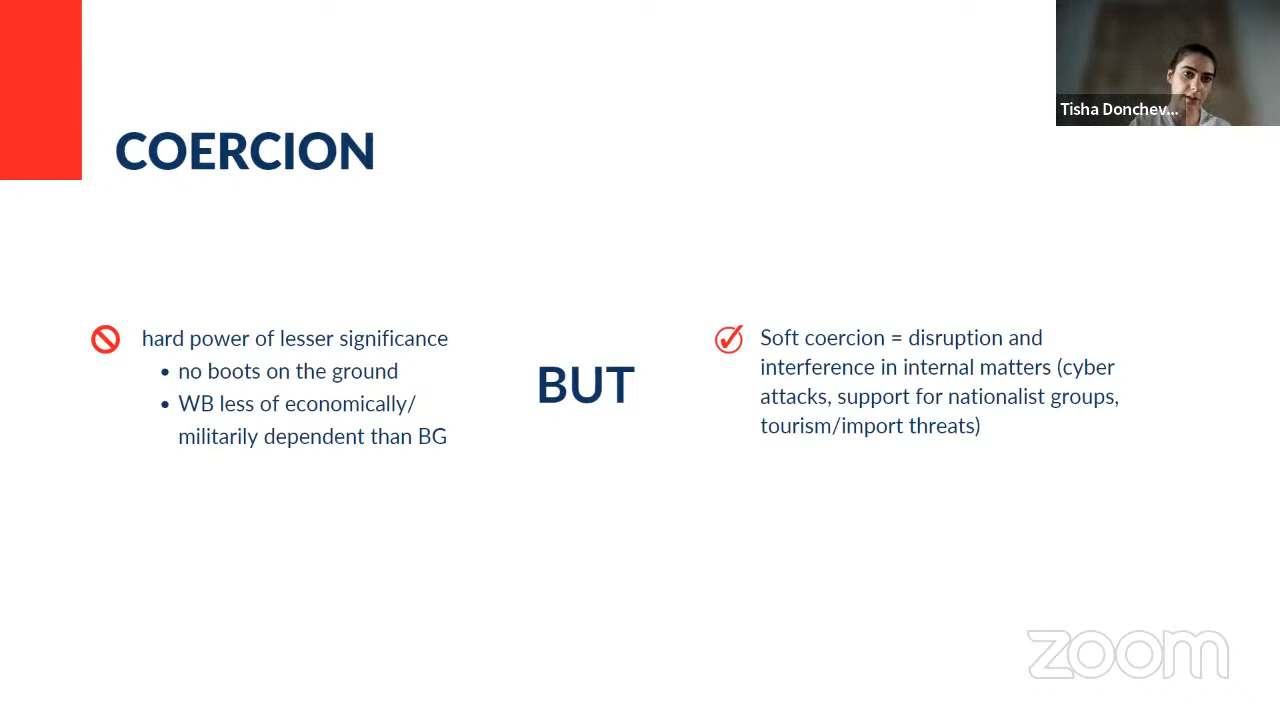 Tisha Donchev...
COERCION
hard power of lesser significance
• no boots on the ground
• WB less of economically/
militarily dependent than BG
BUT
Soft coercion = disruption and
interference in internal matters (cyber
attacks, support for nationalist groups,
tourism/import threats)
zoom